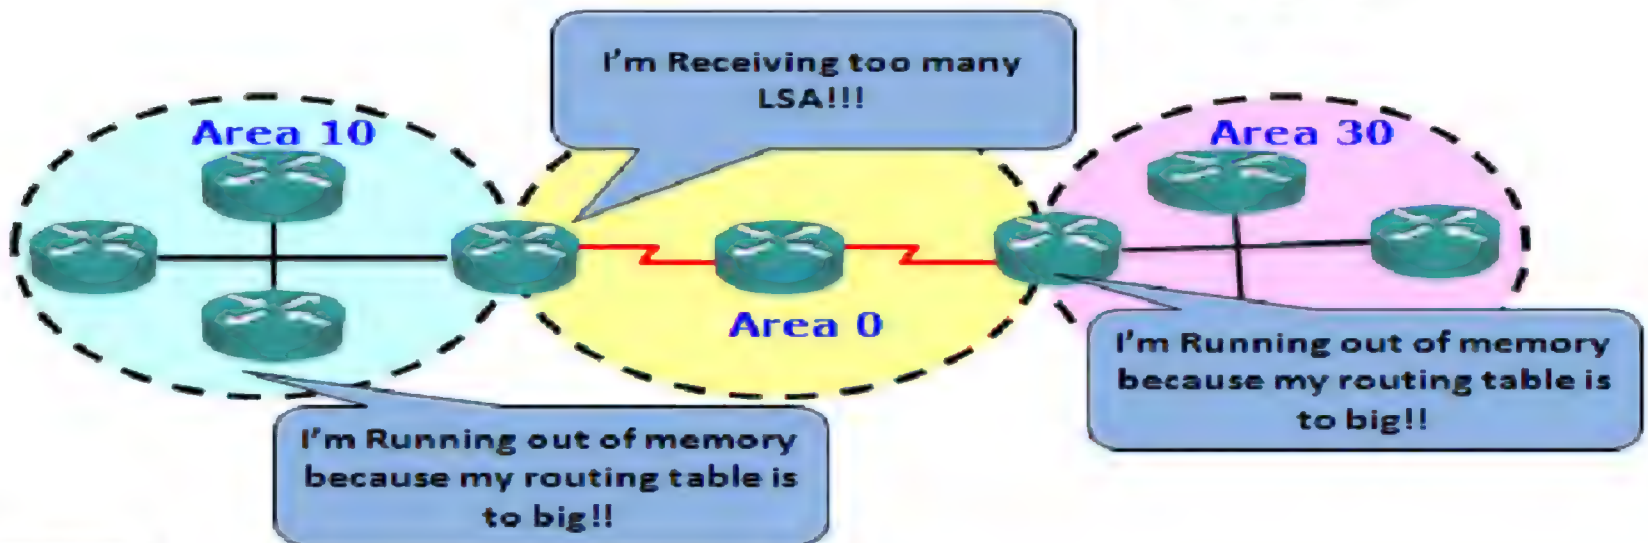 I'm Receiving too many
LSA!!!
Area 10
Area 30
Area 0
I'm Running out of memory
because my routing table is
to big!!
I'm Running out of memory
because my routing table is
to big!!